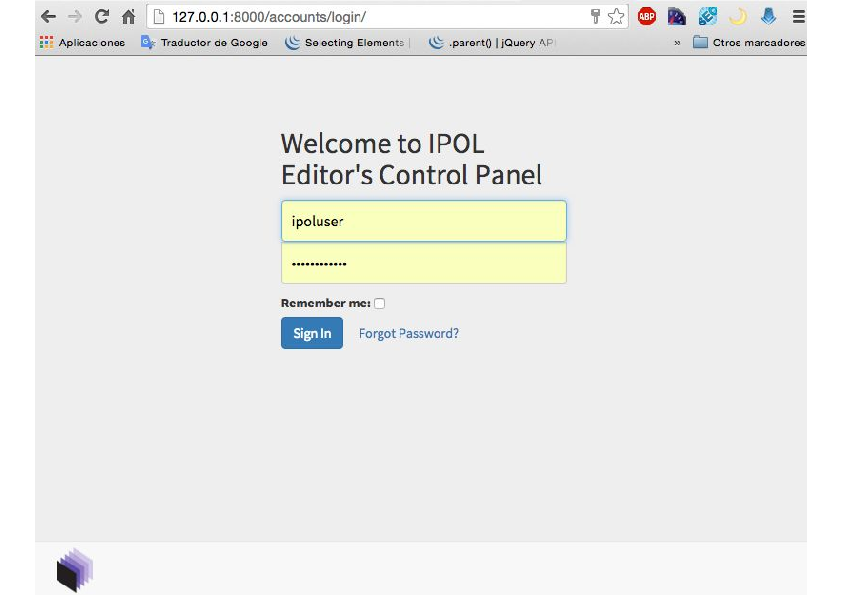 127.0.0.1:8000/accounts/login/
ABP
Aplicaciones Traductor de Google Selecting Elements .parent() | jQuery API » Otros marcadores
Welcome to IPOL
Editor's Control Panel
ipoluser
••••••••••••
Remember me:
Sign In Forgot Password?